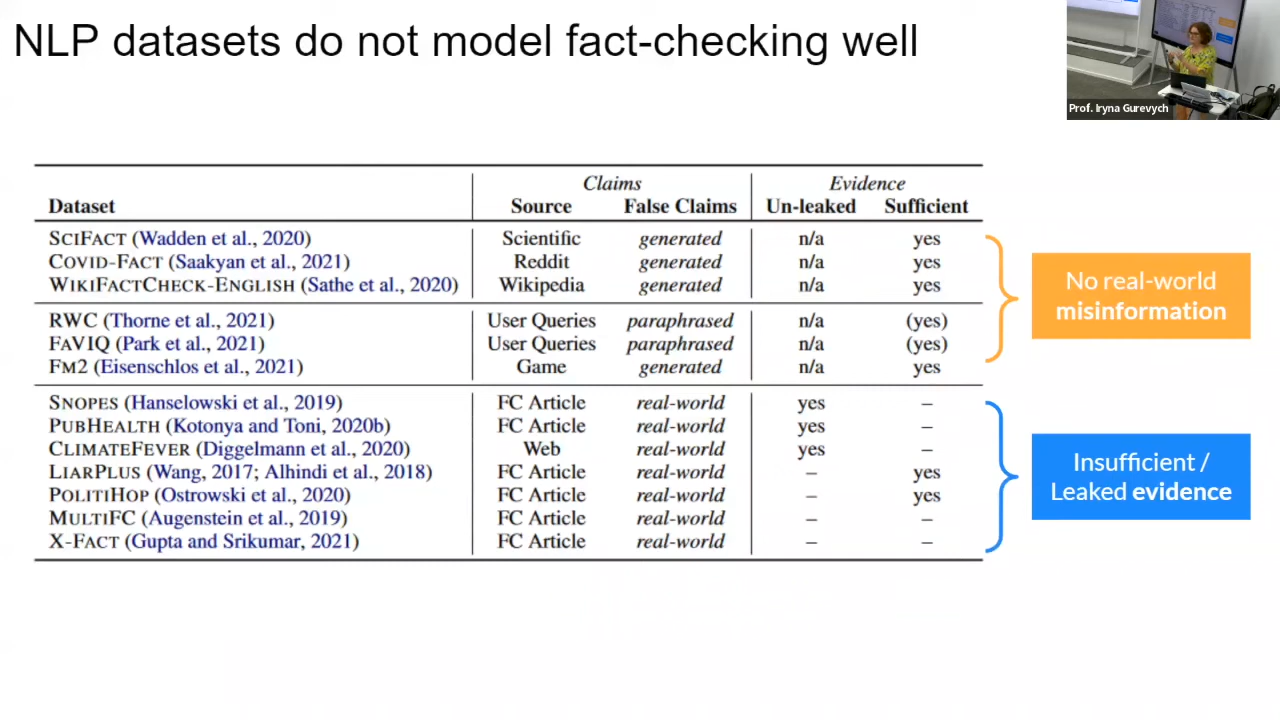 NLP datasets do not model fact-checking well
Prof. Iryna Gurevych
Claims Evidence
Dataset Source False Claims Un-leaked Sufficient
SCIFACT (Wadden et al., 2020) Scientific generated n/a yes
COVID-FACT (Saakyan et al., 2021) Reddit generated n/a yes
WIKIFACTCHECK-ENGLISH (Sathe et al., 2020) Wikipedia generated n/a yes
No real-world
misinformation
RWC (Thorne et al., 2021) User Queries paraphrased n/a (yes)
FAVIQ (Park et al., 2021) User Queries paraphrased n/a (yes)
FM2 (Eisenschlos et al., 2021) Game generated n/a yes
SNOPES (Hanselowski et al., 2019) FC Article real-world yes –
PUBHEALTH (Kotonya and Toni, 2020b) FC Article real-world yes –
CLIMATEFEVER (Diggelmann et al., 2020) Web real-world yes –
LIARPLUS (Wang, 2017; Alhindi et al., 2018) FC Article real-world – yes
POLITIHOP (Ostrowski et al., 2020) FC Article real-world – yes
MULTIFC (Augenstein et al., 2019) FC Article real-world – –
X-FACT (Gupta and Srikumar, 2021) FC Article real-world – –
Insufficient /
Leaked evidence